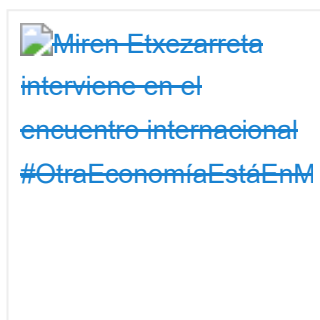 Miren Etxezarreta
interviene en el
encuentro internacional
#OtraEconomíaEstáEnM